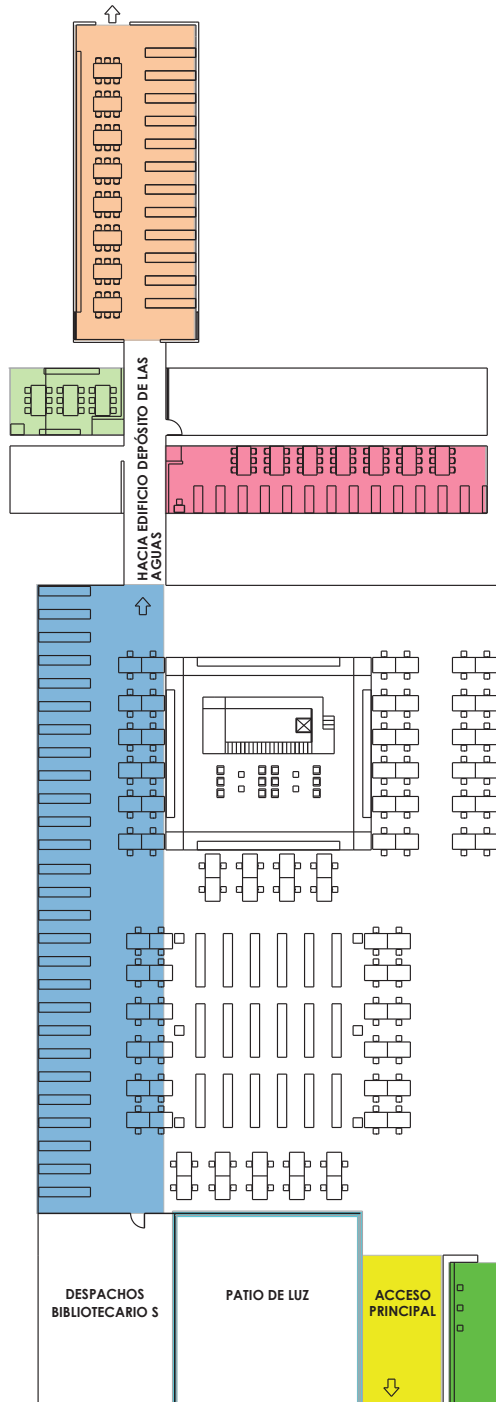 HACIA EDIFICIO DEPÓSITO DE LAS
AGUAS
DESPACHOS
BIBLIOTECARIO S
PATIO DE LUZ
ACCESO
PRINCIPAL